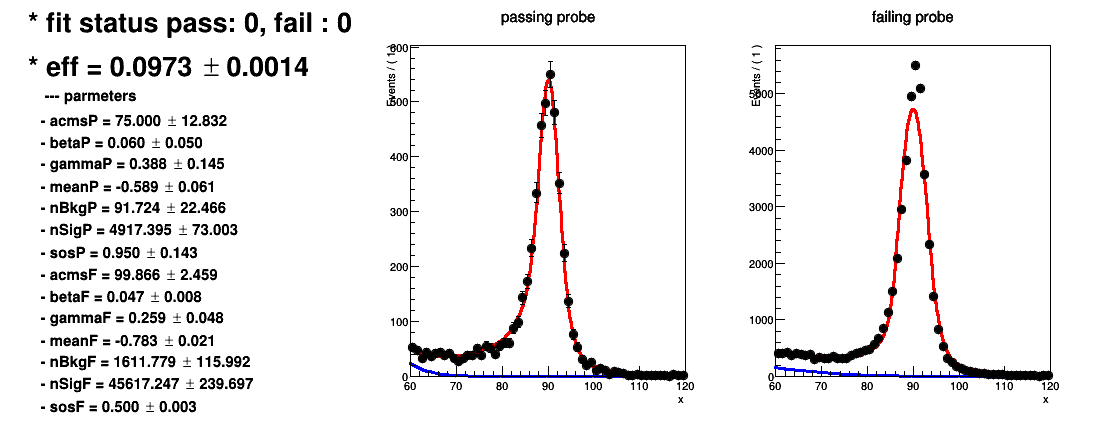 * fit status pass: 0, fail : 0
* eff = 0.0973 ± 0.0014
--- parmeters
- acmsP = 75.000 ± 12.832
- betaP = 0.060 ± 0.050
- gammaP = 0.388 ± 0.145
- meanP = -0.589 ± 0.061
- nBkgP = 91.724 ± 22.466
- nSigP = 4917.395 ± 73.003
- sosP = 0.950 ± 0.143
- acmsF = 99.866 ± 2.459
- betaF = 0.047 ± 0.008
- gammaF = 0.259 ± 0.048
- meanF = -0.783 ± 0.021
- nBkgF = 1611.779 ± 115.992
- nSigF = 45617.247 ± 239.697
- sosF = 0.500 ± 0.003
passing probe
Events / ( 1 )
600
500
400
300
200
100
0
60 70 80 90 100 110 120
x
failing probe
Events / ( 1 )
5000
4000
3000
2000
1000
0
60 70 80 90 100 110 120
x